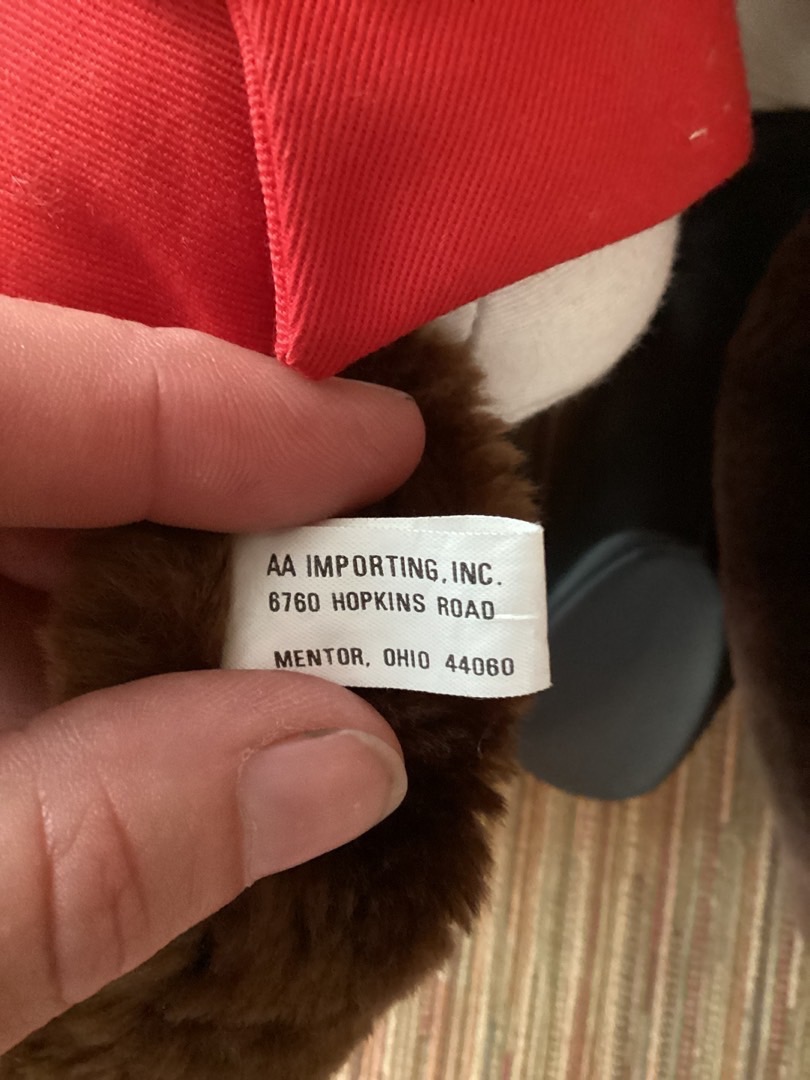 AA IMPORTING, INC.
6760 HOPKINS ROAD
MENTOR, OHIO 44060